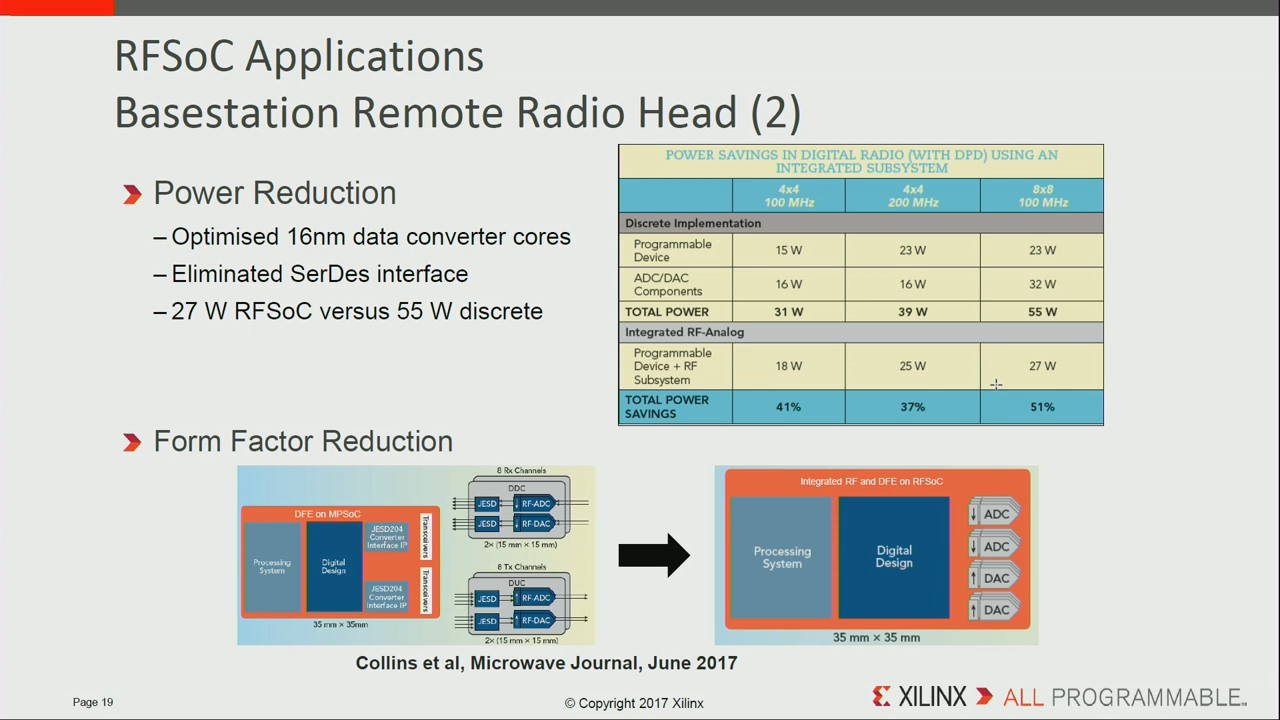 RFSoC Applications
Basestation Remote Radio Head (2)
Power Reduction
– Optimised 16nm data converter cores
– Eliminated SerDes interface
– 27 W RFSoC versus 55 W discrete
POWER SAVINGS IN DIGITAL RADIO (WITH DPD) USING AN
INTEGRATED SUBSYSTEM
4x4 4x4 8x8
100 MHz 200 MHz 100 MHz
Discrete Implementation
Programmable
Device 15 W 23 W 23 W
ADC/DAC
Components 16 W 16 W 32 W
TOTAL POWER 31 W 39 W 55 W
Integrated RF-Analog
Programmable
Device + RF 18 W 25 W 27 W
Subsystem
TOTAL POWER
SAVINGS 41% 37% 51%
Form Factor Reduction
DFE on MPSoC
Processing
System
Digital
Design
JESD204
Converter
Interface IP
JESD204
Converter
Interface IP
Transceivers
Transceivers
35 mm × 35mm
8 Rx Channels
DDC
JESD RF-ADC
JESD RF-DAC
2× (15 mm × 15 mm)
8 Tx Channels
DUC
JESD RF-ADC
JESD RF-DAC
2× (15 mm × 15 mm)
Integrated RF and DFE on RFSoC
Processing
System
Digital
Design
ADC
ADC
DAC
DAC
35 mm × 35 mm
Collins et al, Microwave Journal, June 2017
Page 19
© Copyright 2017 Xilinx
XILINX ALL PROGRAMMABLE™